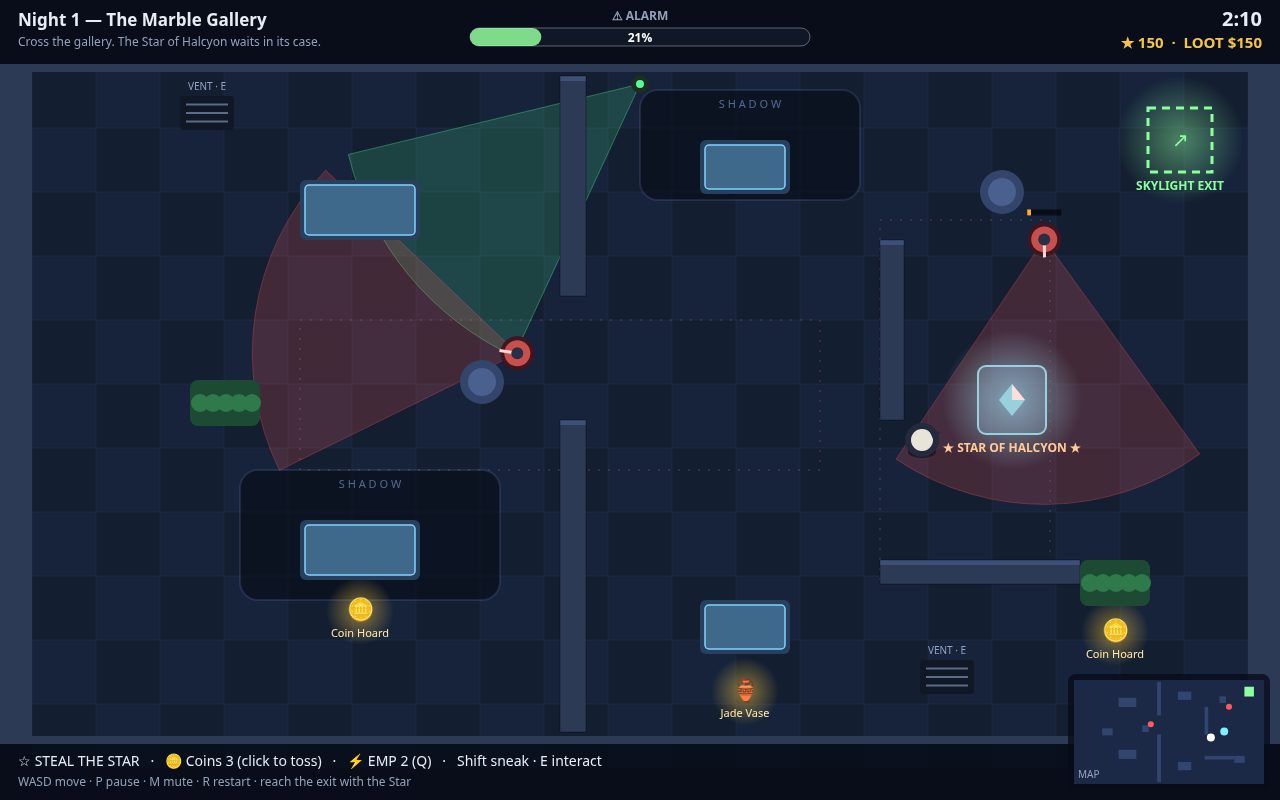 Night 1 — The Marble Gallery
Cross the gallery. The Star of Halcyon waits in its case.
⚠ ALARM
21%
2:10
★ 150 · LOOT $150
VENT · E
SHADOW
↗
SKYLIGHT EXIT
★ STAR OF HALCYON ★
SHADOW
Coin Hoard
VENT · E
Coin Hoard
Jade Vase
☆ STEAL THE STAR · 🪙 Coins 3 (click to toss) · ⚡ EMP 2 (Q) · Shift sneak · E interact
WASD move · P pause · M mute · R restart · reach the exit with the Star
MAP